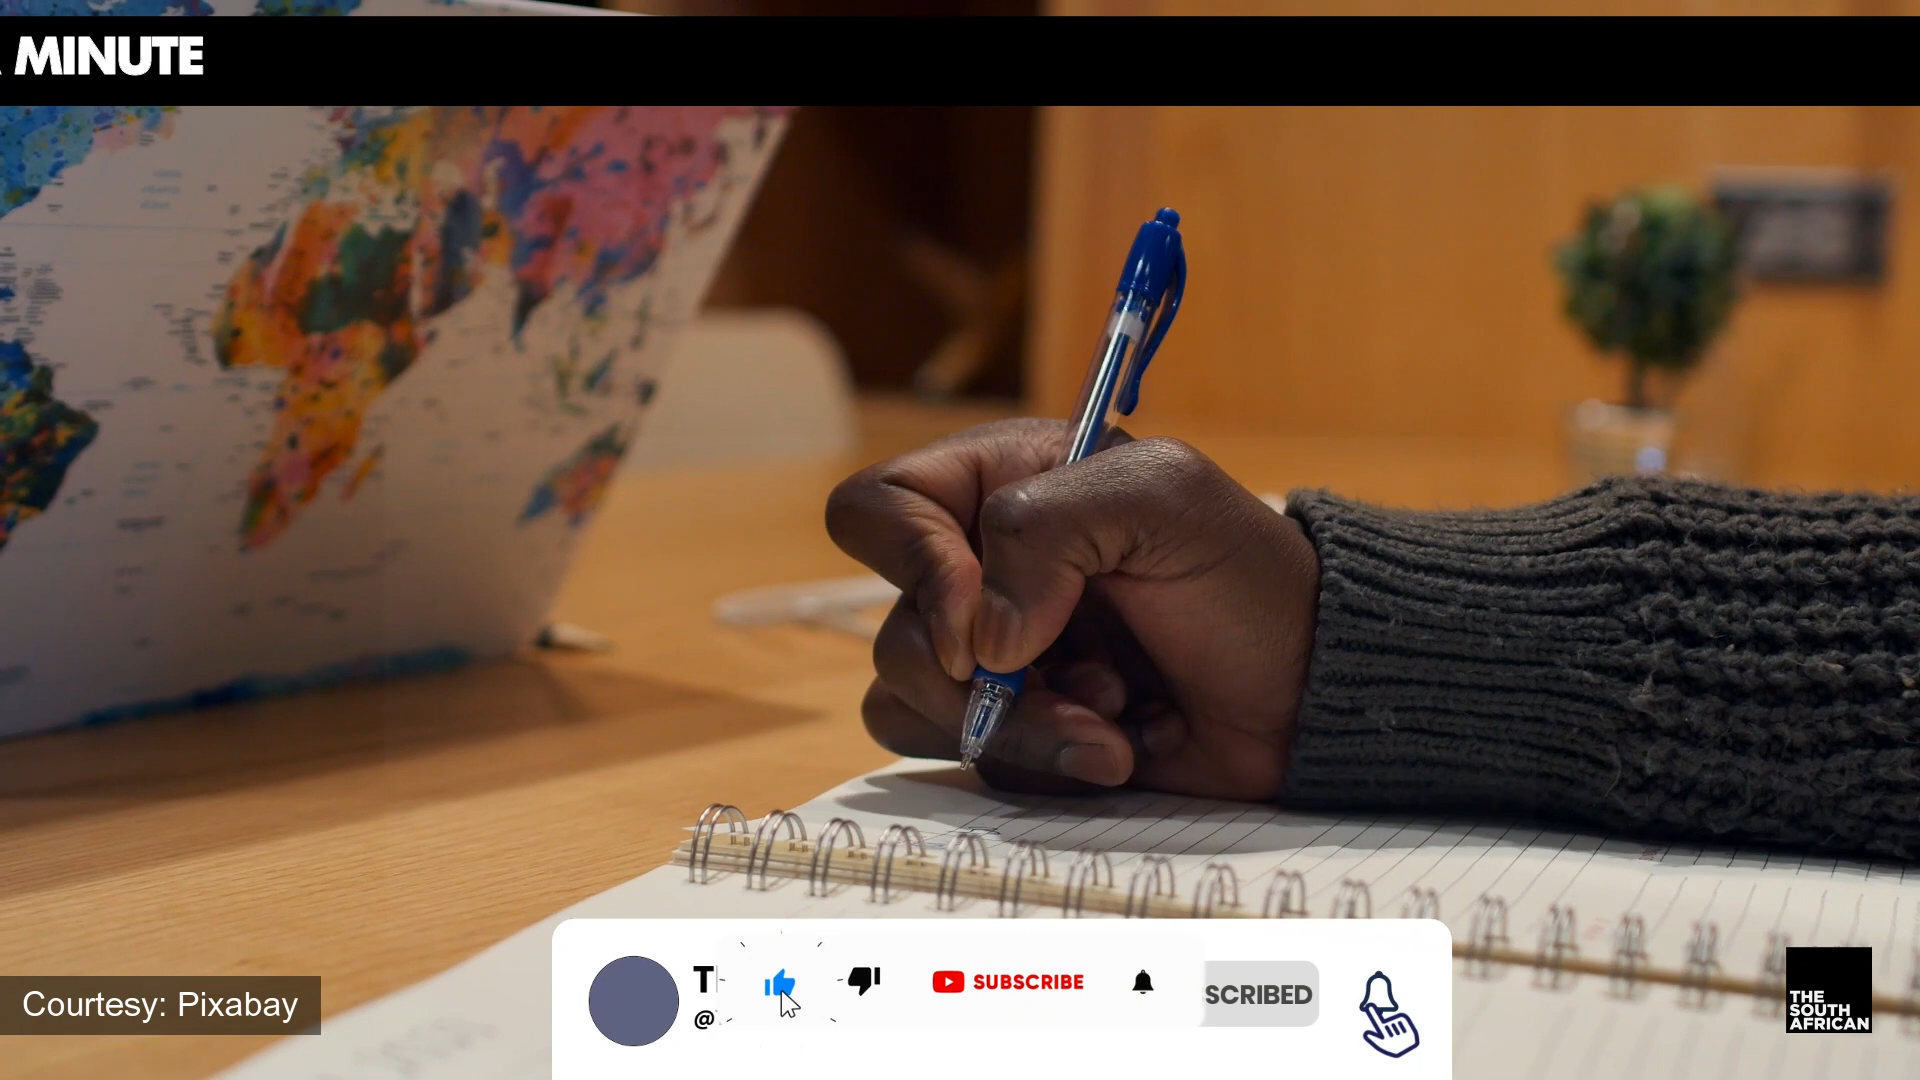 MINUTE
T
@
SUBSCRIBE
SCRIBED
Courtesy: Pixabay
THE
SOUTH
AFRICAN